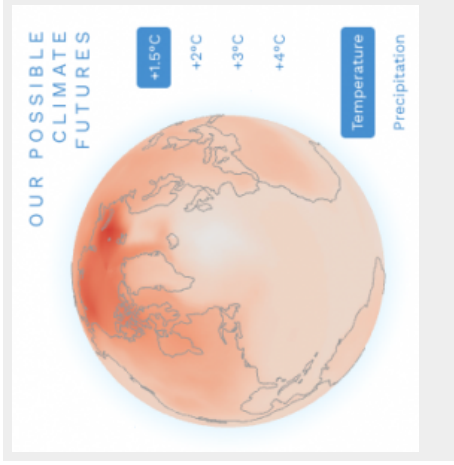 OUR POSSIBLE
CLIMATE
FUTURES
+1.5°C
+2°C
+3°C
+4°C
Temperature
Precipitation